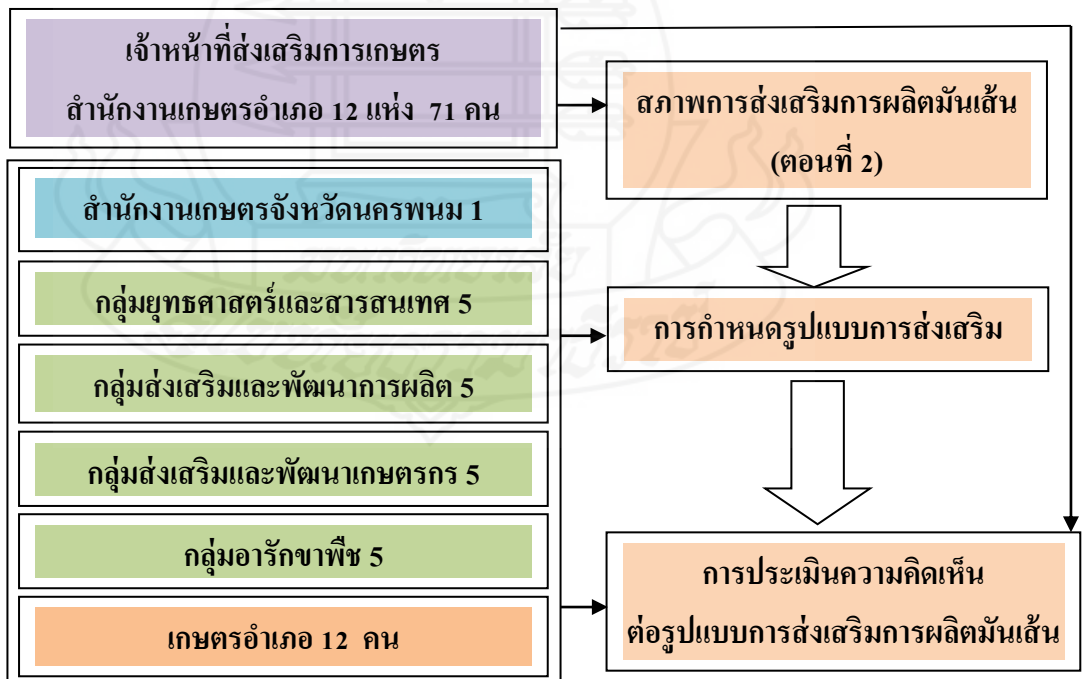 เจ้าหน้าที่ส่งเสริมการเกษตร
สำนักงานเกษตรอำเภอ 12 แห่ง 71 คน
สภาพการส่งเสริมการผลิตมันเส้น
(ตอนที่ 2)
สำนักงานเกษตรจังหวัดนครพนม 1
กลุ่มยุทธศาสตร์และสารสนเทศ 5
การกำหนดรูปแบบการส่งเสริม
กลุ่มส่งเสริมและพัฒนาการผลิต 5
กลุ่มส่งเสริมและพัฒนาเกษตรกร 5
กลุ่มอารักขาพืช 5
เกษตรอำเภอ 12 คน
การประเมินความคิดเห็น
ต่อรูปแบบการส่งเสริมการผลิตมันเส้น